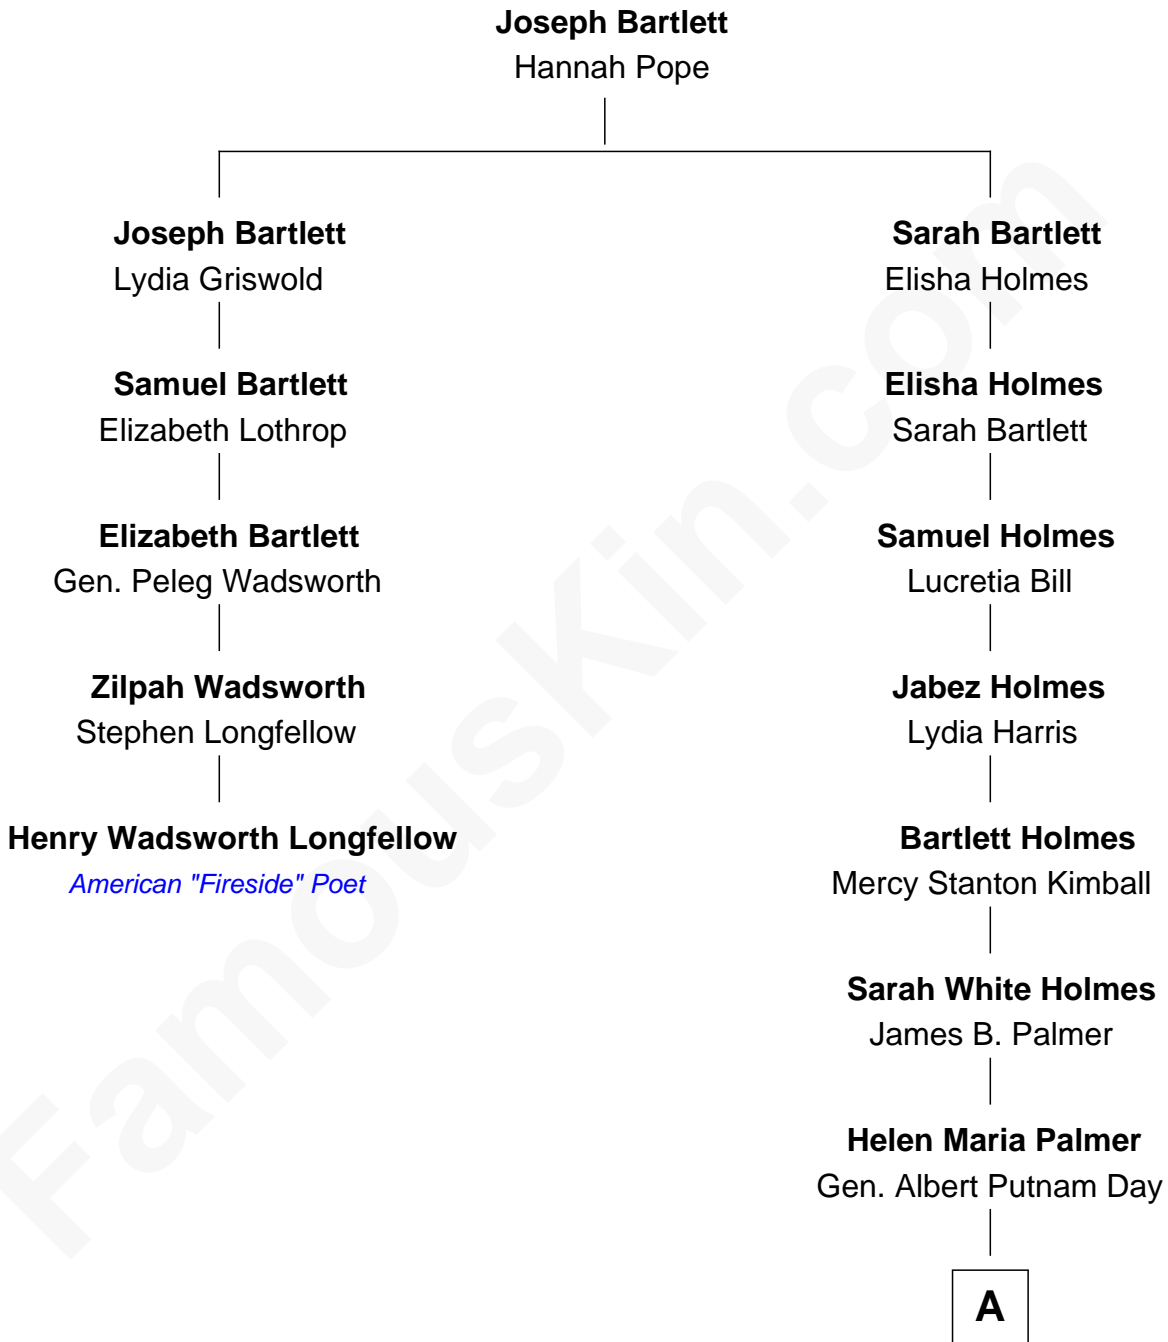 Joseph Bartlett
Hannah Pope
Joseph Bartlett
Lydia Griswold
Sarah Bartlett
Elisha Holmes
Samuel Bartlett
Elizabeth Lothrop
Elisha Holmes
Sarah Bartlett
Elizabeth Bartlett
Gen. Peleg Wadsworth
Samuel Holmes
Lucretia Bill
Zilpah Wadsworth
Stephen Longfellow
Jabez Holmes
Lydia Harris
Henry Wadsworth Longfellow
American "Fireside" Poet
Bartlett Holmes
Mercy Stanton Kimball
Sarah White Holmes
James B. Palmer
Helen Maria Palmer
Gen. Albert Putnam Day
A
FamousKin.com